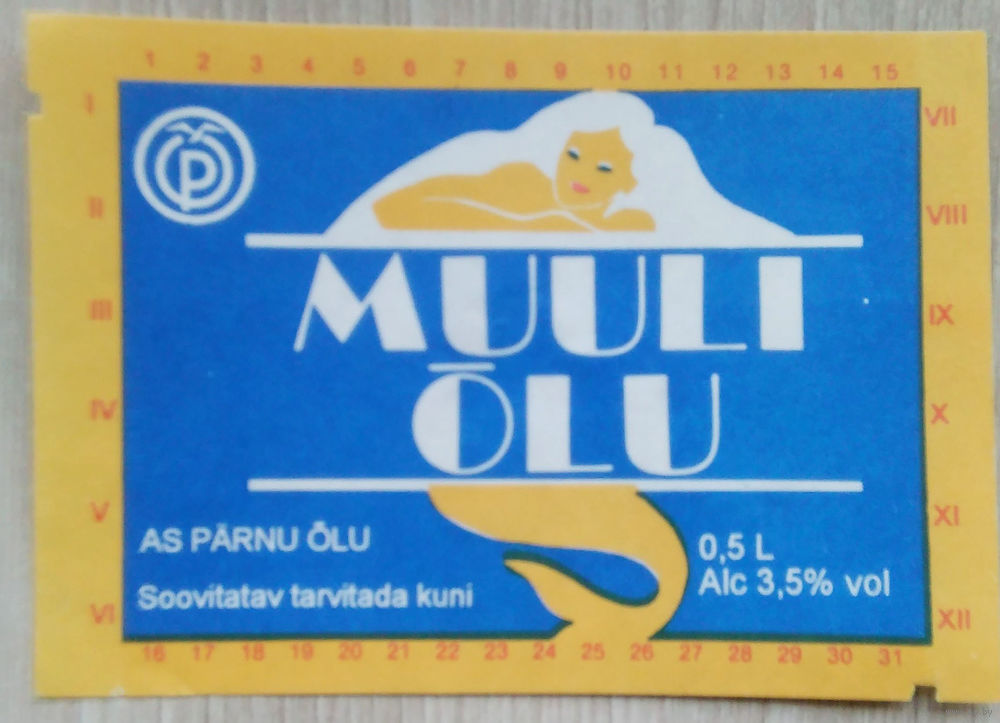 1 2 3 4 5 6 7 8 9 10 11 12 13 14 15
I
VII
II
VIII
P
MUULI
III
IX
ÕLU
IV
X
V
XI
AS PÄRNU ÕLU
0,5 L
Alc 3,5% vol
Soovitatav tarvitada kuni
VI
XII
16 17 18 19 20 21 22 23 24 25 26 27 28 29 30 31